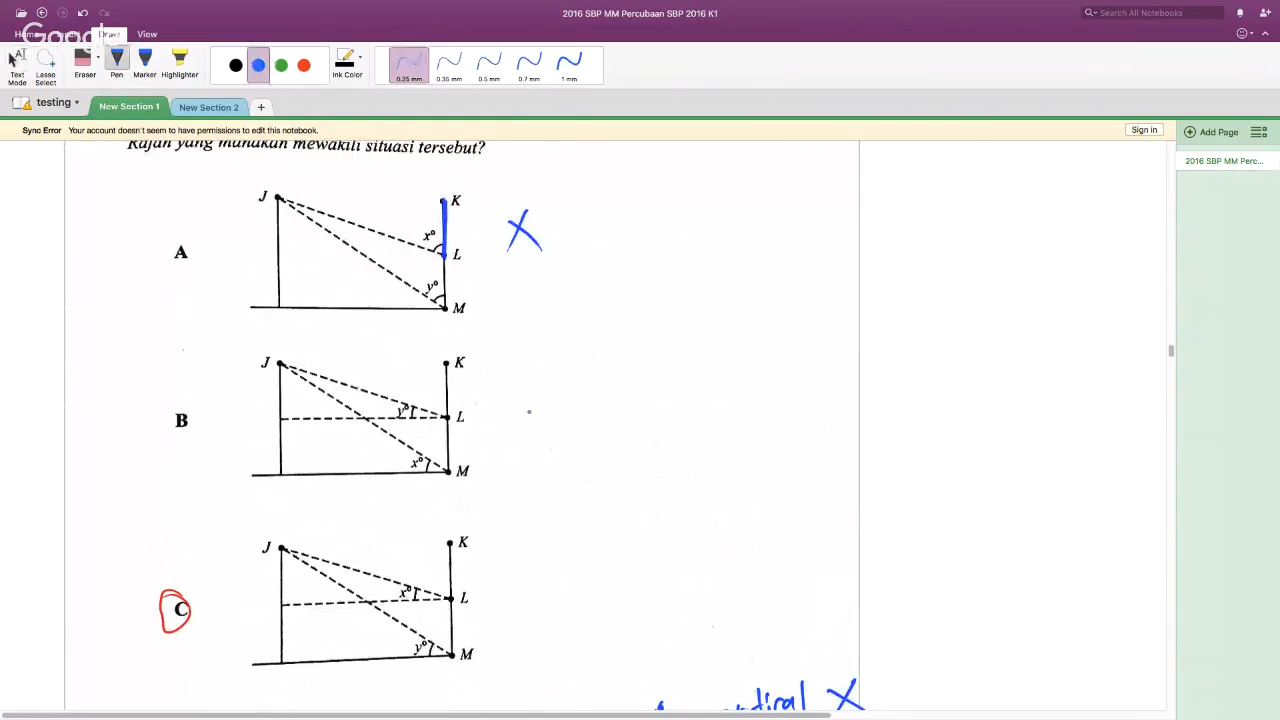 2016 SBP MM Percubaan SBP 2016 K1
Search All Notebooks
Google
Home Insert Draw View
Text Mode
Lasso Select
Eraser
Pen
Marker
Highlighter
Ink Color
0.25 mm
0.35 mm
0.5 mm
0.7 mm
1 mm
testing
New Section 1
New Section 2
+
Sync Error Your account doesn't seem to have permissions to edit this notebook.
Sign in
Add Page
2016 SBP MM Perc...
Rajah yang manakah mewakili situasi tersebut?
J
K
x°
A
L
y°
M
X
J
K
B
y°
L
x°
M
J
K
x°
L
C
y°
M
X